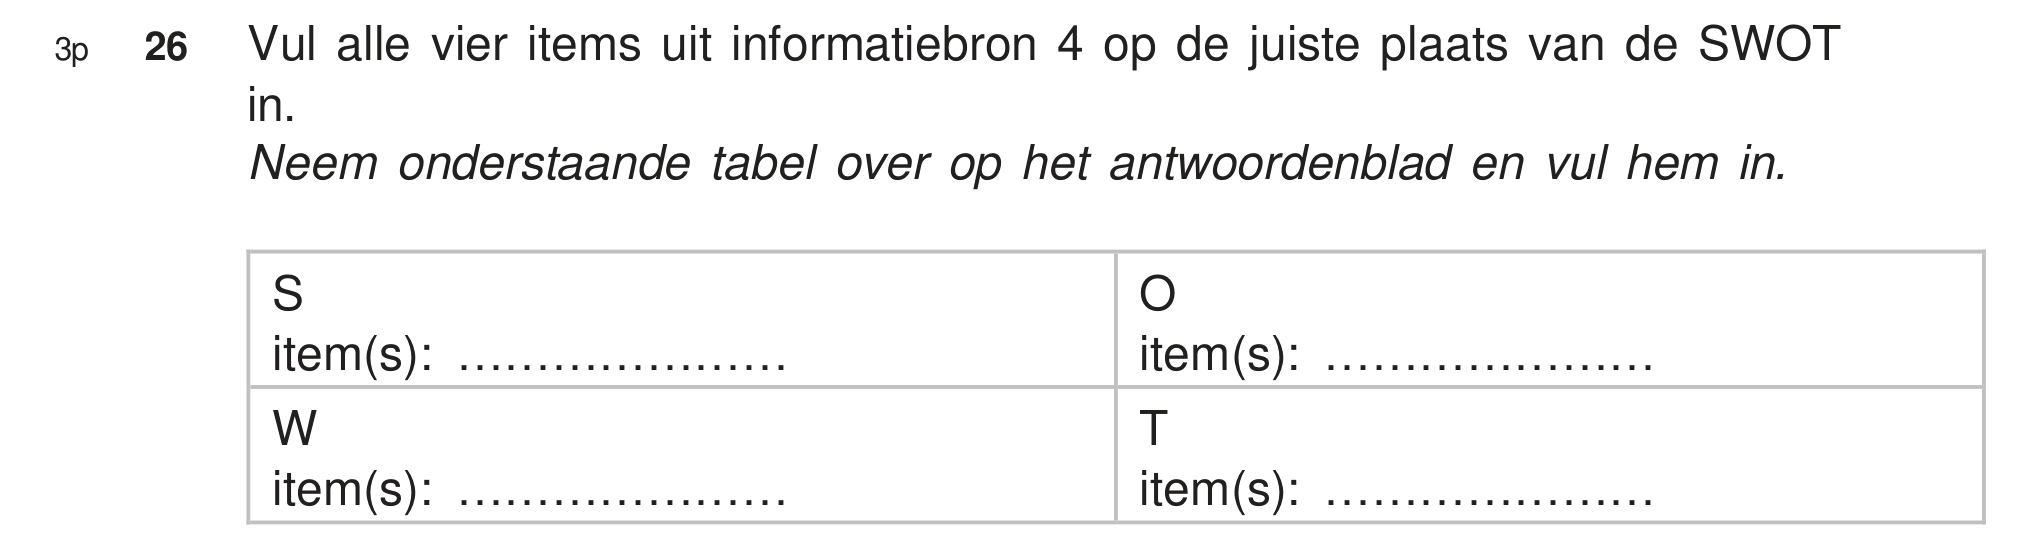 3p 26 Vul alle vier items uit informatiebron 4 op de juiste plaats van de SWOT
in.
Neem onderstaande tabel over op het antwoordenblad en vul hem in.
S
item(s): .....................
O
item(s): .....................
W
item(s): .....................
T
item(s): .....................